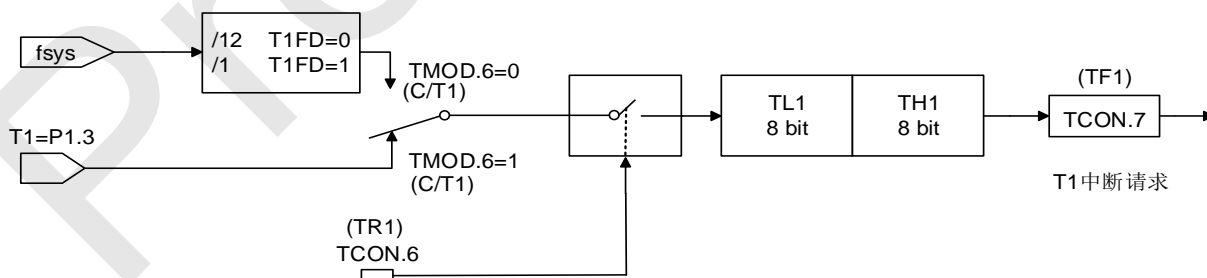 fsys
/12 T1FD=0
/1 T1FD=1
TMOD.6=0
(C/T1)
T1=P1.3
TMOD.6=1
(C/T1)
(TR1)
TCON.6
TL1
8 bit
TH1
8 bit
(TF1)
TCON.7
T1中断请求